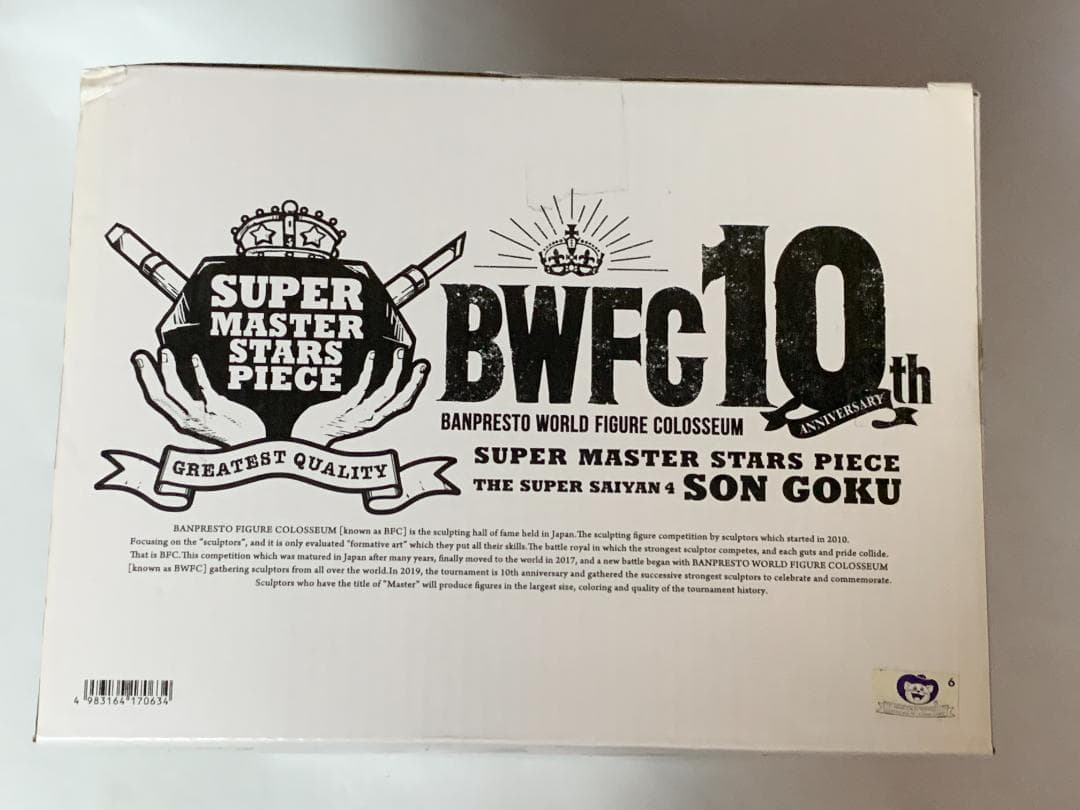 SUPER
MASTER
STARS
PIECE
GREATEST QUALITY
BWFC10th
ANNIVERSARY
BANPRESTO WORLD FIGURE COLOSSEUM
SUPER MASTER STARS PIECE
THE SUPER SAIYAN 4 SON GOKU
BANPRESTO FIGURE COLOSSEUM [known as BFC] is the sculpting hall of fame held in Japan.The sculpting figure competition by sculptors which started in 2010.
Focusing on the "sculptors", and it is only evaluated "formative art" which they put all their skills.The battle royal in which the strongest sculptor competes, and each guts and pride collide.
That is BFC.This competition which was matured in Japan after many years, finally moved to the world in 2017, and a new battle began with BANPRESTO WORLD FIGURE COLOSSEUM
[known as BWFC] gathering sculptors from all over the world.In 2019, the tournament is 10th anniversary and gathered the successive strongest sculptors to celebrate and commemorate.
Sculptors who have the title of "Master" will produce figures in the largest size, coloring and quality of the tournament history.
4 983164 170634
6